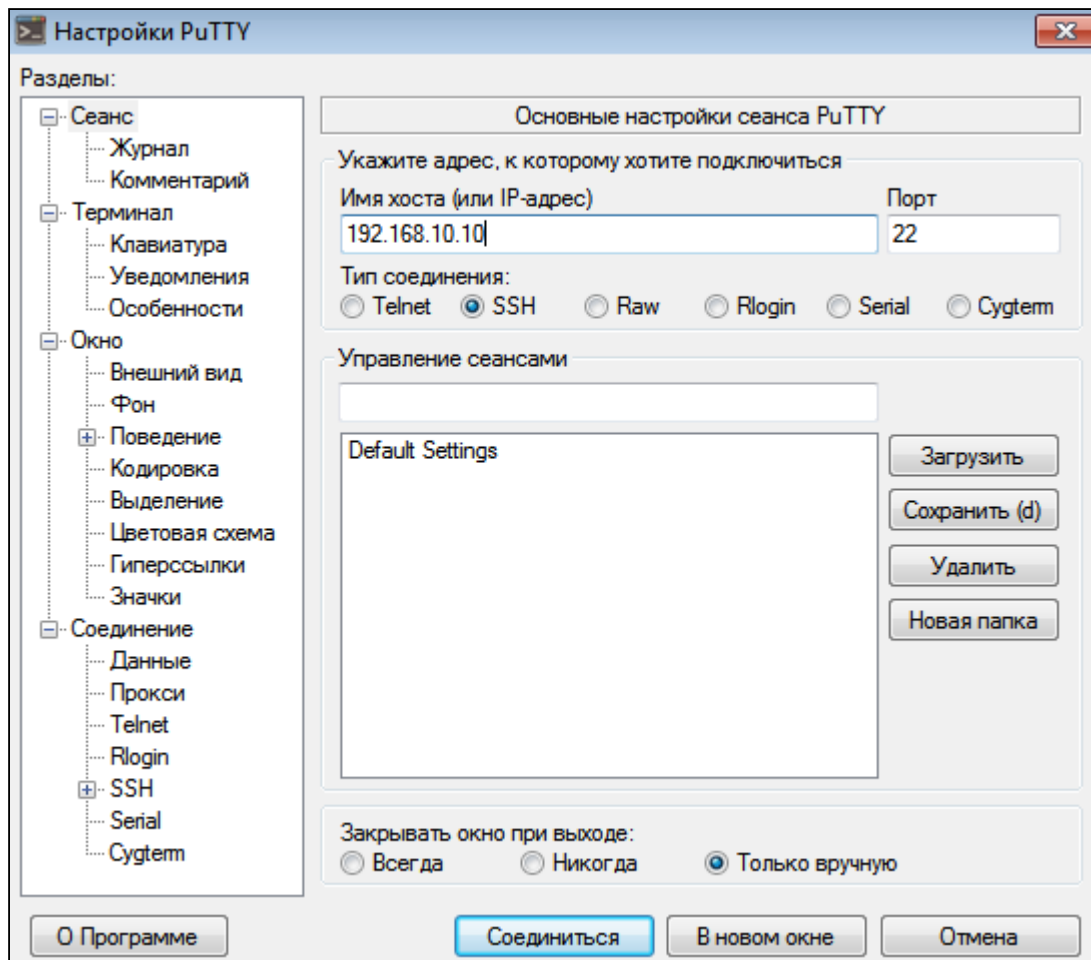 Настройки PuTTY
Разделы:
Сеанс
Журнал
Комментарий
Терминал
Клавиатура
Уведомления
Особенности
Окно
Внешний вид
Фон
Поведение
Кодировка
Выделение
Цветовая схема
Гиперссылки
Значки
Соединение
Данные
Прокси
Telnet
Rlogin
SSH
Serial
Cygterm
Основные настройки сеанса PuTTY
Укажите адрес, к которому хотите подключиться
Имя хоста (или IP-адрес) Порт
192.168.10.10 22
Тип соединения:
Telnet SSH Raw Rlogin Serial Cygterm
Управление сеансами
Default Settings
Загрузить
Сохранить (d)
Удалить
Новая папка
Закрывать окно при выходе:
Всегда Никогда Только вручную
О Программе Соединиться В новом окне Отмена